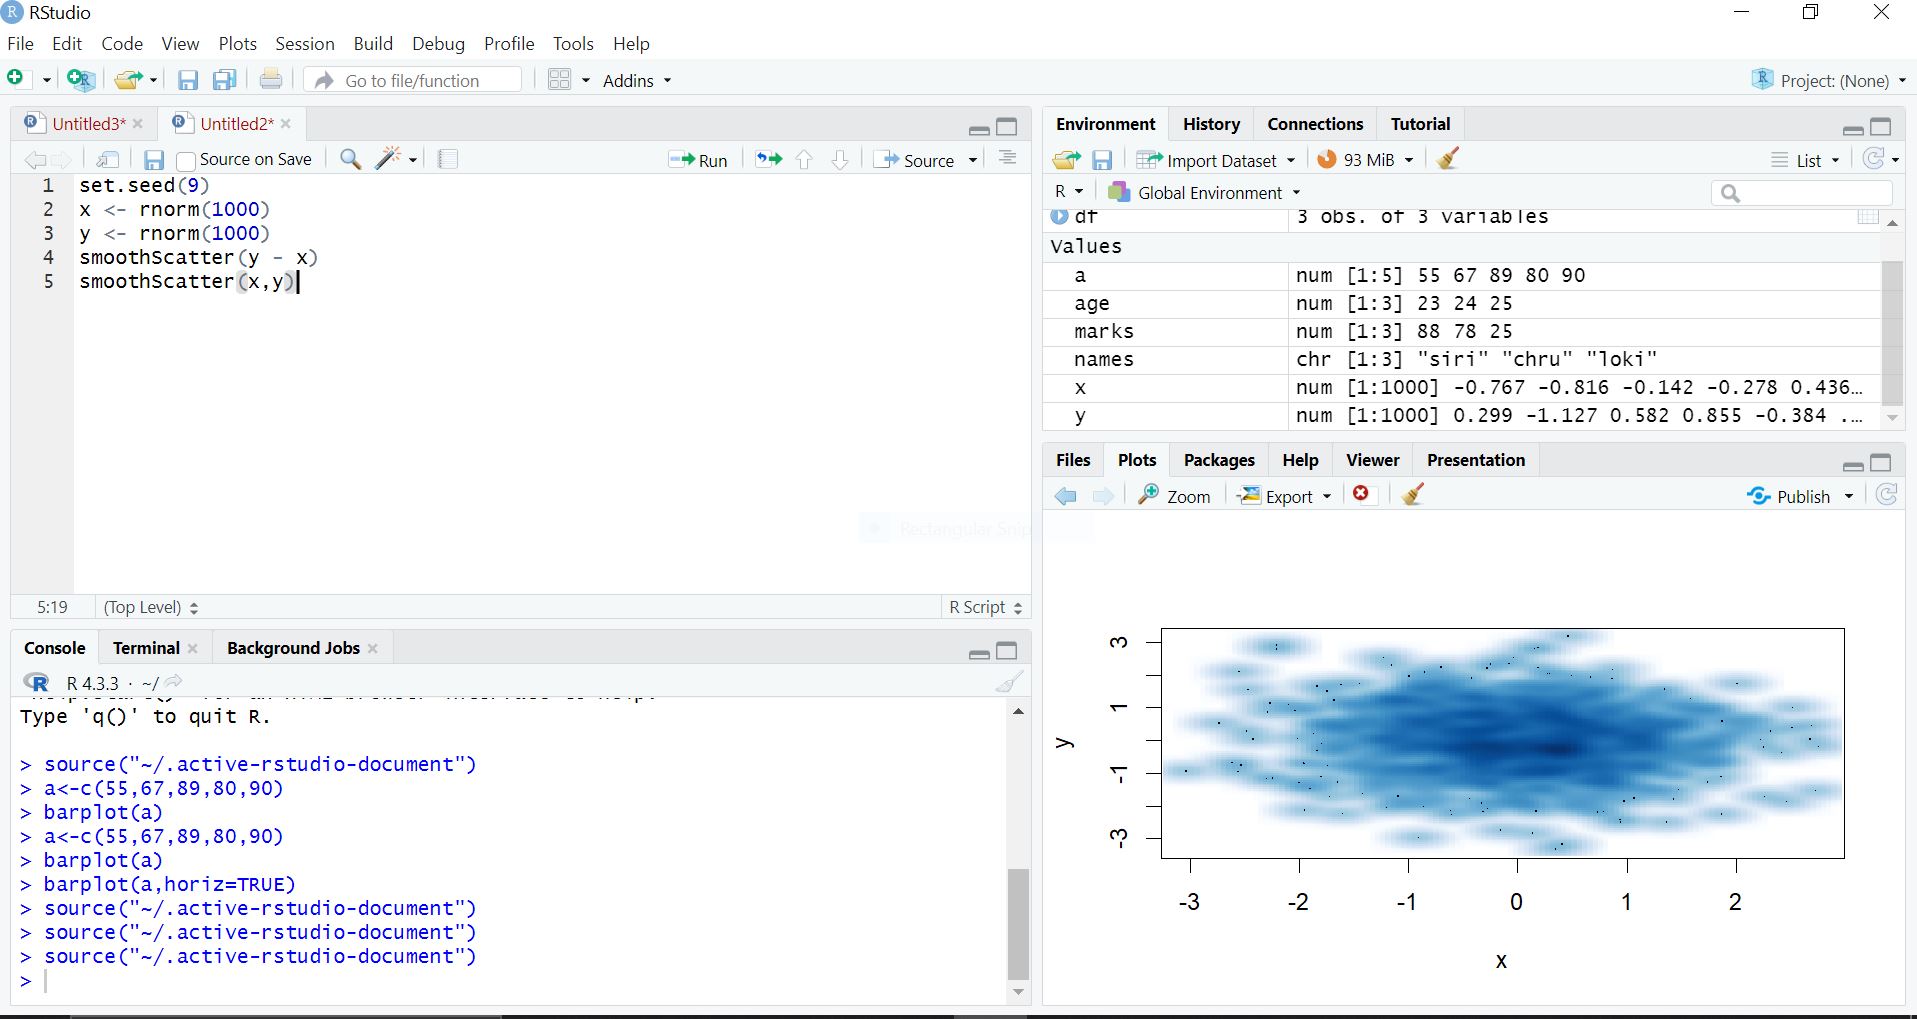 RStudio
File Edit Code View Plots Session Build Debug Profile Tools Help
Go to file/function Addins Project: (None)
Untitled3* Untitled2*
Source on Save Run Source
1 set.seed(9)
2 x <- rnorm(1000)
3 y <- rnorm(1000)
4 smoothScatter(y - x)
5 smoothScatter(x,y)
Rectangular Snip
5:19 (Top Level) R Script
Console Terminal Background Jobs
R 4.3.3 · ~/
Type 'q()' to quit R.
> source("~/.active-rstudio-document")
> a<-c(55,67,89,80,90)
> barplot(a)
> a<-c(55,67,89,80,90)
> barplot(a)
> barplot(a,horiz=TRUE)
> source("~/.active-rstudio-document")
> source("~/.active-rstudio-document")
> source("~/.active-rstudio-document")
>
Environment History Connections Tutorial
Import Dataset 93 MiB List
R Global Environment
df 3 obs. of 3 variables
Values
a num [1:5] 55 67 89 80 90
age num [1:3] 23 24 25
marks num [1:3] 88 78 25
names chr [1:3] "siri" "chru" "loki"
x num [1:1000] -0.767 -0.816 -0.142 -0.278 0.436…
y num [1:1000] 0.299 -1.127 0.582 0.855 -0.384 .…
Files Plots Packages Help Viewer Presentation
Zoom Export Publish
3
1
y
-1
-3
-3 -2 -1 0 1 2
x